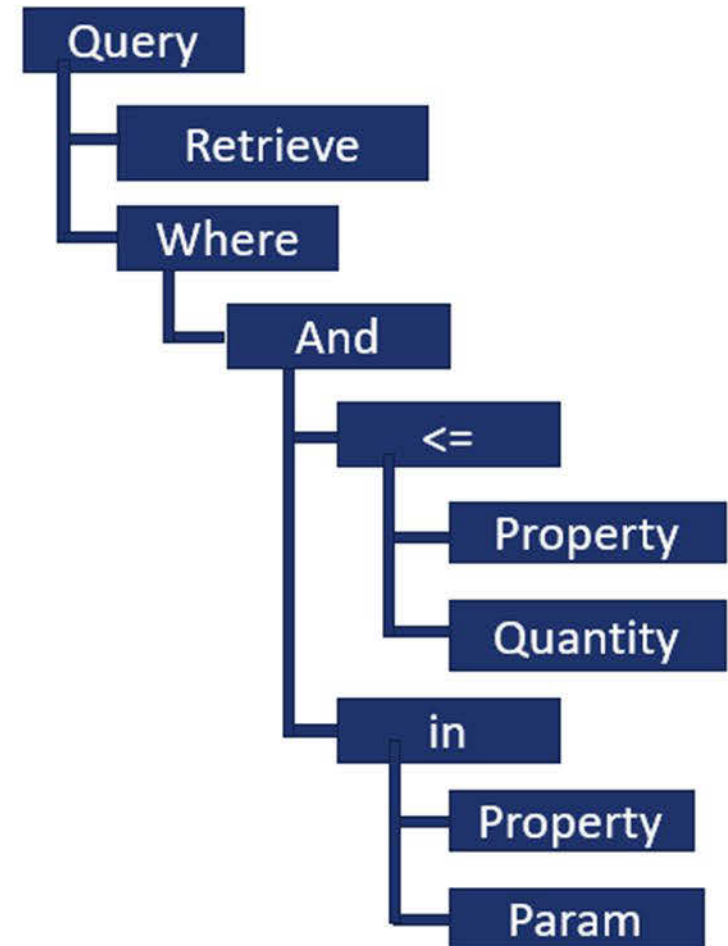 Query
Retrieve
Where
And
<=
Property
Quantity
in
Property
Param